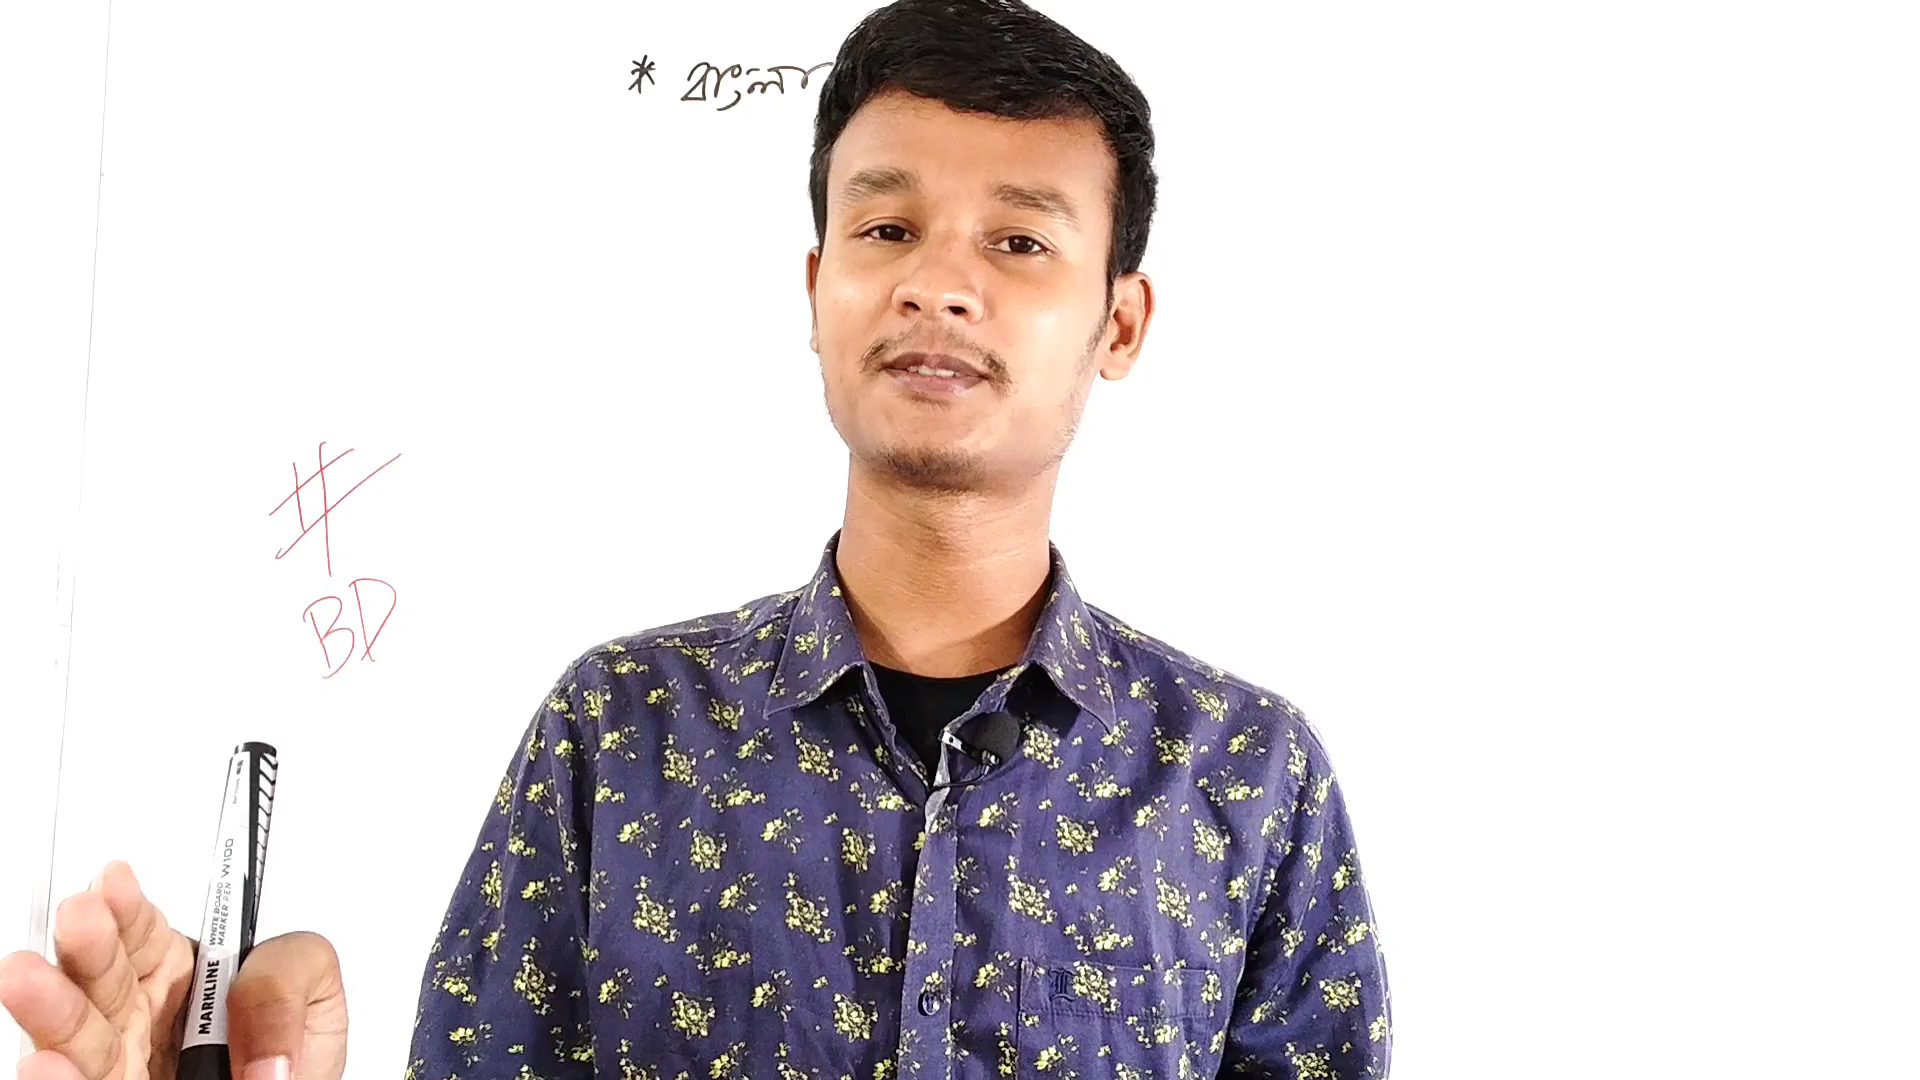 * বাংলা
#
BD
MARKLINE WHITE BOARD MARKER PEN W100